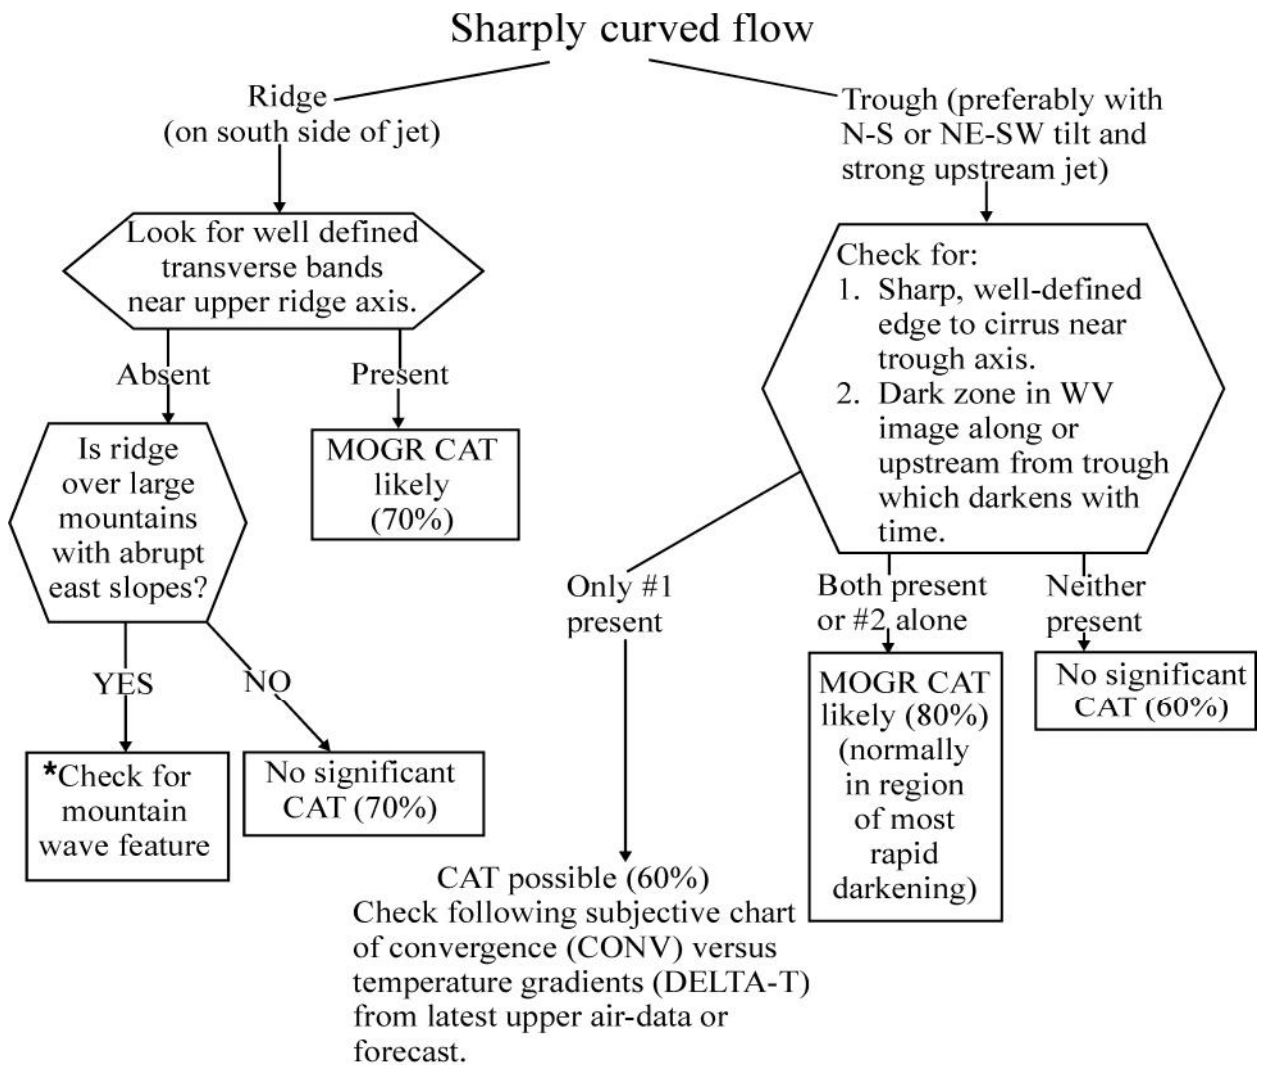 Sharply curved flow
Ridge
(on south side of jet)
Look for well defined
transverse bands
near upper ridge axis.
Absent
Present
MOGR CAT
likely
(70%)
Is ridge
over large
mountains
with abrupt
east slopes?
YES
NO
*Check for
mountain
wave feature
No significant
CAT (70%)
Trough (preferably with
N-S or NE-SW tilt and
strong upstream jet)
Check for:
1. Sharp, well-defined
edge to cirrus near
trough axis.
2. Dark zone in WV
image along or
upstream from trough
which darkens with
time.
Only #1
present
Both present
or #2 alone
Neither
present
CAT possible (60%)
Check following subjective chart
of convergence (CONV) versus
temperature gradients (DELTA-T)
from latest upper air-data or
forecast.
MOGR CAT
likely (80%)
(normally
in region
of most
rapid
darkening)
No significant
CAT (60%)